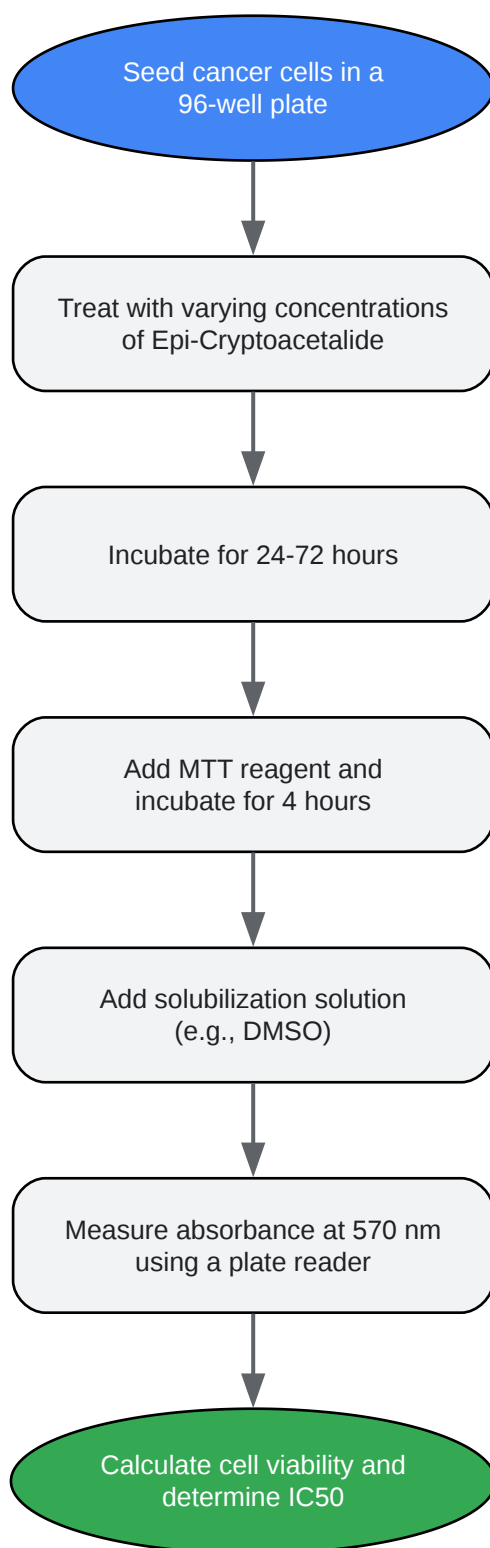 Seed cancer cells in a
96-well plate
Treat with varying concentrations
of Epi-Cryptoacetalide
Incubate for 24-72 hours
Add MTT reagent and
incubate for 4 hours
Add solubilization solution
(e.g., DMSO)
Measure absorbance at 570 nm
using a plate reader
Calculate cell viability and
determine IC50